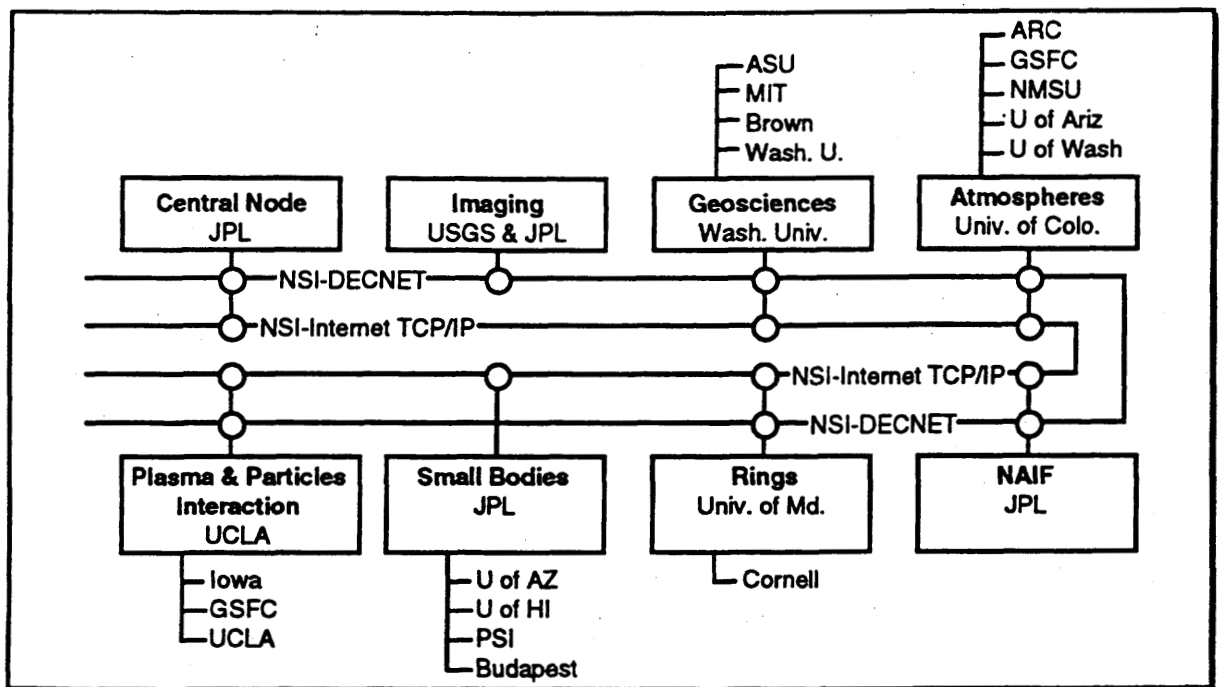 ASU
MIT
Brown
Wash. U.
ARC
GSFC
NMSU
U of Ariz
U of Wash
Central Node
JPL
Imaging
USGS & JPL
Geosciences
Wash. Univ.
Atmospheres
Univ. of Colo.
NSI-DECNET
NSI-Internet TCP/IP
NSI-Internet TCP/IP
NSI-DECNET
Plasma & Particles
Interaction
UCLA
Small Bodies
JPL
Rings
Univ. of Md.
NAIF
JPL
Iowa
GSFC
UCLA
U of AZ
U of HI
PSI
Budapest
Cornell